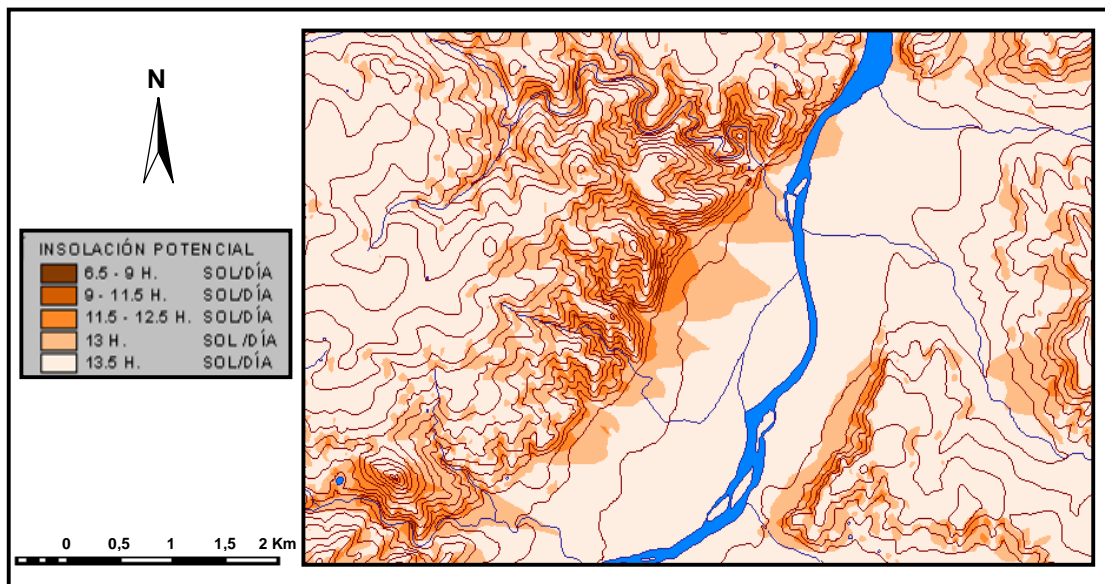 N
INSOLACIÓN POTENCIAL
6.5 - 9 H. SOL/DÍA
9 - 11.5 H. SOL/DÍA
11.5 - 12.5 H. SOL/DÍA
13 H. SOL /DÍA
13.5 H. SOL/DÍA
0 0,5 1 1,5 2 Km